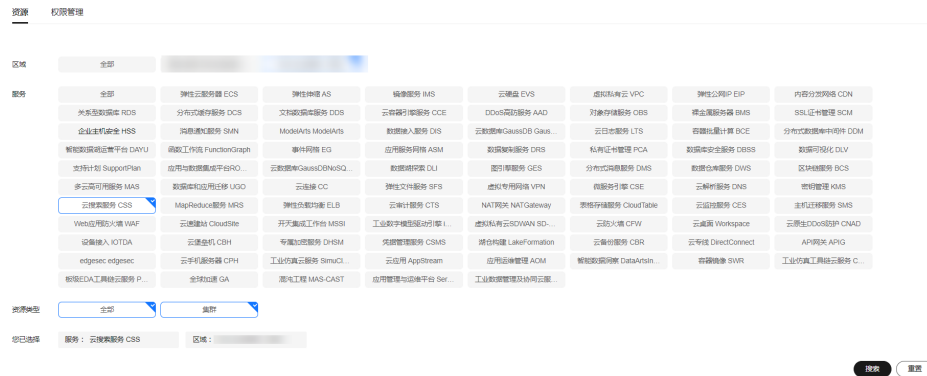 资源 权限管理
区域 全部
服务 全部 弹性云服务器 ECS 弹性伸缩 AS 镜像服务 IMS 云硬盘 EVS 虚拟私有云 VPC 弹性公网IP EIP 内容分发网络 CDN
关系型数据库 RDS 分布式缓存服务 DCS 文档数据库服务 DDS 云容器引擎服务 CCE DDoS高防服务 AAD 对象存储服务 OBS 裸金属服务器 BMS SSL证书管理 SCM
企业主机安全 HSS 消息通知服务 SMN ModelArts ModelArts 数据接入服务 DIS 云数据库GaussDB Gaus... 云日志服务 LTS 容器批量计算 BCE 分布式数据库中间件 DDM
智能数据湖运营平台 DAYU 函数工作流 FunctionGraph 事件网格 EG 应用服务网格 ASM 数据复制服务 DRS 私有证书管理 PCA 数据库安全服务 DBSS 数据可视化 DLV
支持计划 SupportPlan 应用与数据集成平台RO... 云数据库GaussDBNoSQ... 数据湖探索 DLI 图引擎服务 GES 分布式消息服务 DMS 数据仓库服务 DWS 区块链服务 BCS
多云高可用服务 MAS 数据库和应用迁移 UGO 云连接 CC 弹性文件服务 SFS 虚拟专用网络 VPN 微服务引擎 CSE 云解析服务 DNS 密钥管理 KMS
云搜索服务 CSS MapReduce服务 MRS 弹性负载均衡 ELB 云审计服务 CTS NAT网关 NATGateway 表格存储服务 CloudTable 云监控服务 CES 主机迁移服务 SMS
Web应用防火墙 WAF 云速建站 CloudSite 开天集成工作台 MSSI 工业数字模型驱动引擎 i... 虚拟私有云SDWAN SD-... 云防火墙 CFW 云桌面 Workspace 云原生DDoS防护 CNAD
设备接入 IOTDA 云堡垒机 CBH 专属加密服务 DHSM 凭据管理服务 CSMS 湖仓构建 LakeFormation 云备份服务 CBR 云专线 DirectConnect API网关 APIG
edgesec edgesec 云手机服务器 CPH 工业仿真云服务 SimuCl... 云应用 AppStream 应用运维管理 AOM 智能数据洞察 DataArtsIn... 容器镜像 SWR 工业仿真工具链云服务 C...
板级EDA工具链云服务 P... 全球加速 GA 混沌工程 MAS-CAST 应用管理与运维平台 Ser... 工业数据管理及协同云服...
资源类型 全部 集群
您已选择 服务： 云搜索服务 CSS 区域：
搜索 重置